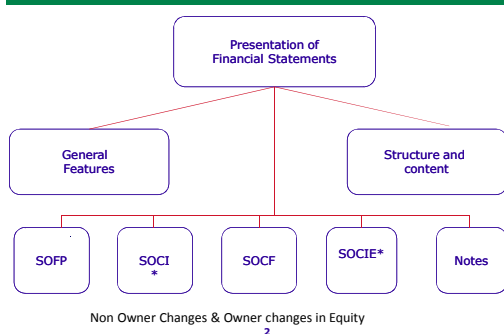 Presentation of
Financial Statements
General
Features
Structure and
content
SOFP
SOCI
*
SOCF
SOCIE*
Notes
Non Owner Changes & Owner changes in Equity
2